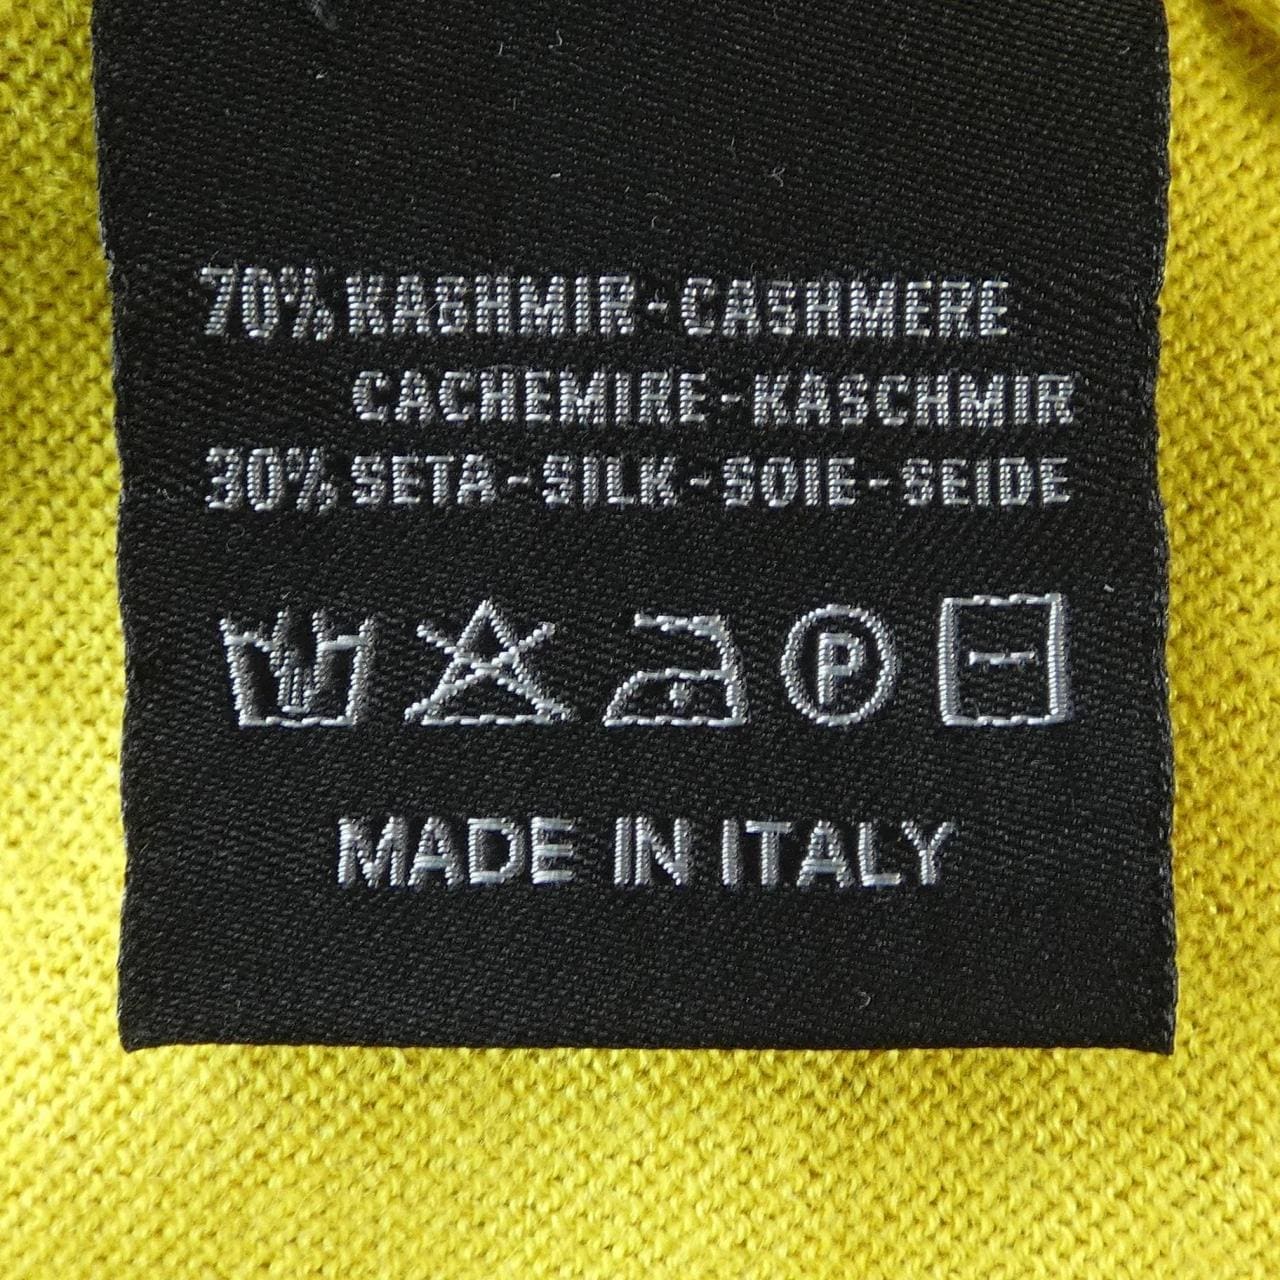 70% KASHMIR-CASHMERE
CACHEMIRE-KASCHMIR
30% SETA-SILK-SOIE-SEIDE
P
MADE IN ITALY